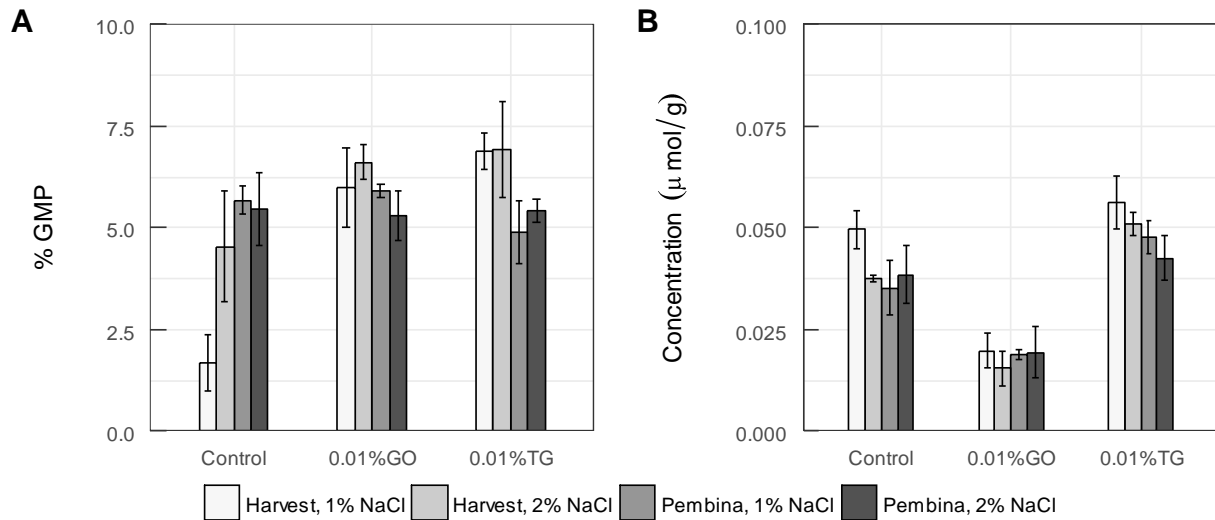 A
% GMP
10.0
7.5
5.0
2.5
0.0
Control 0.01%GO 0.01%TG
B
Concentration (μ mol/g)
0.100
0.075
0.050
0.025
0.000
Control 0.01%GO 0.01%TG
Harvest, 1% NaCl Harvest, 2% NaCl Pembina, 1% NaCl Pembina, 2% NaCl